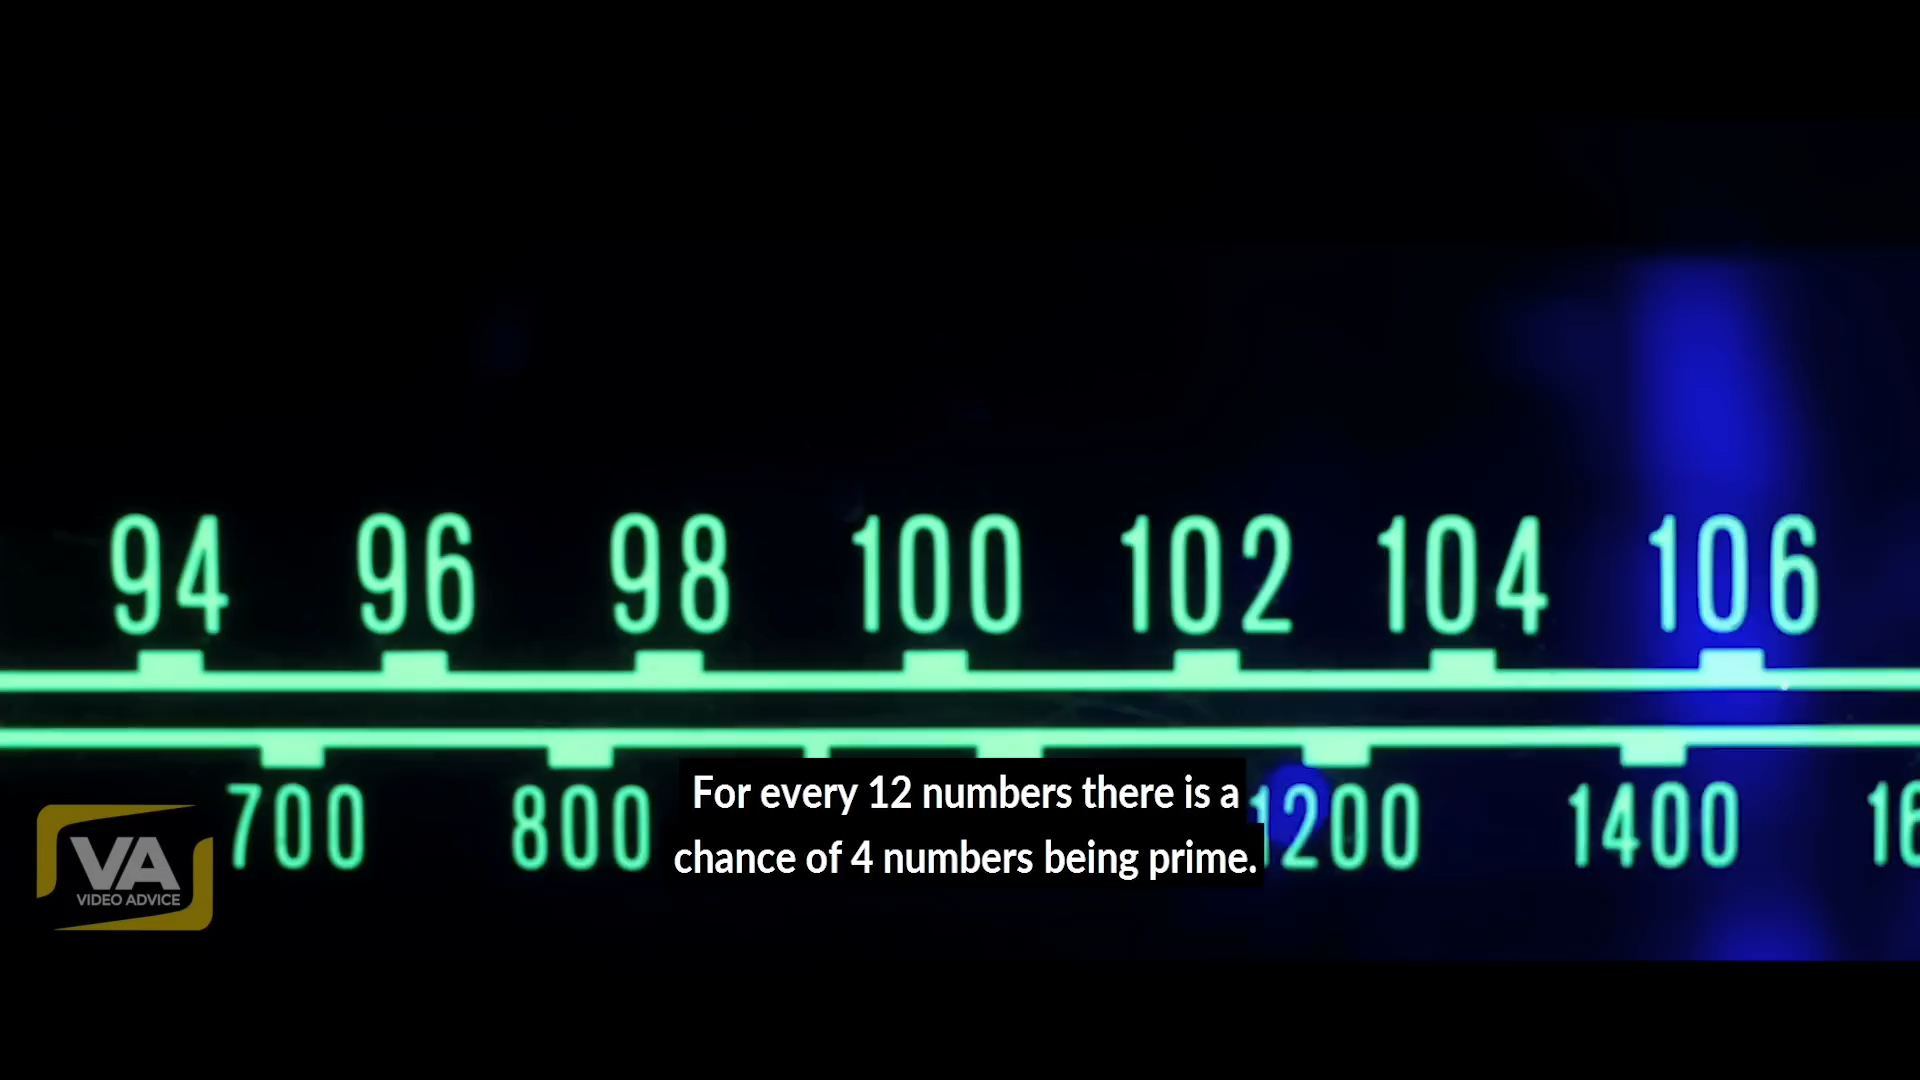 94 96 98 100 102 104 106
700 800 1200 1400
For every 12 numbers there is a
chance of 4 numbers being prime.
VA
VIDEO ADVICE